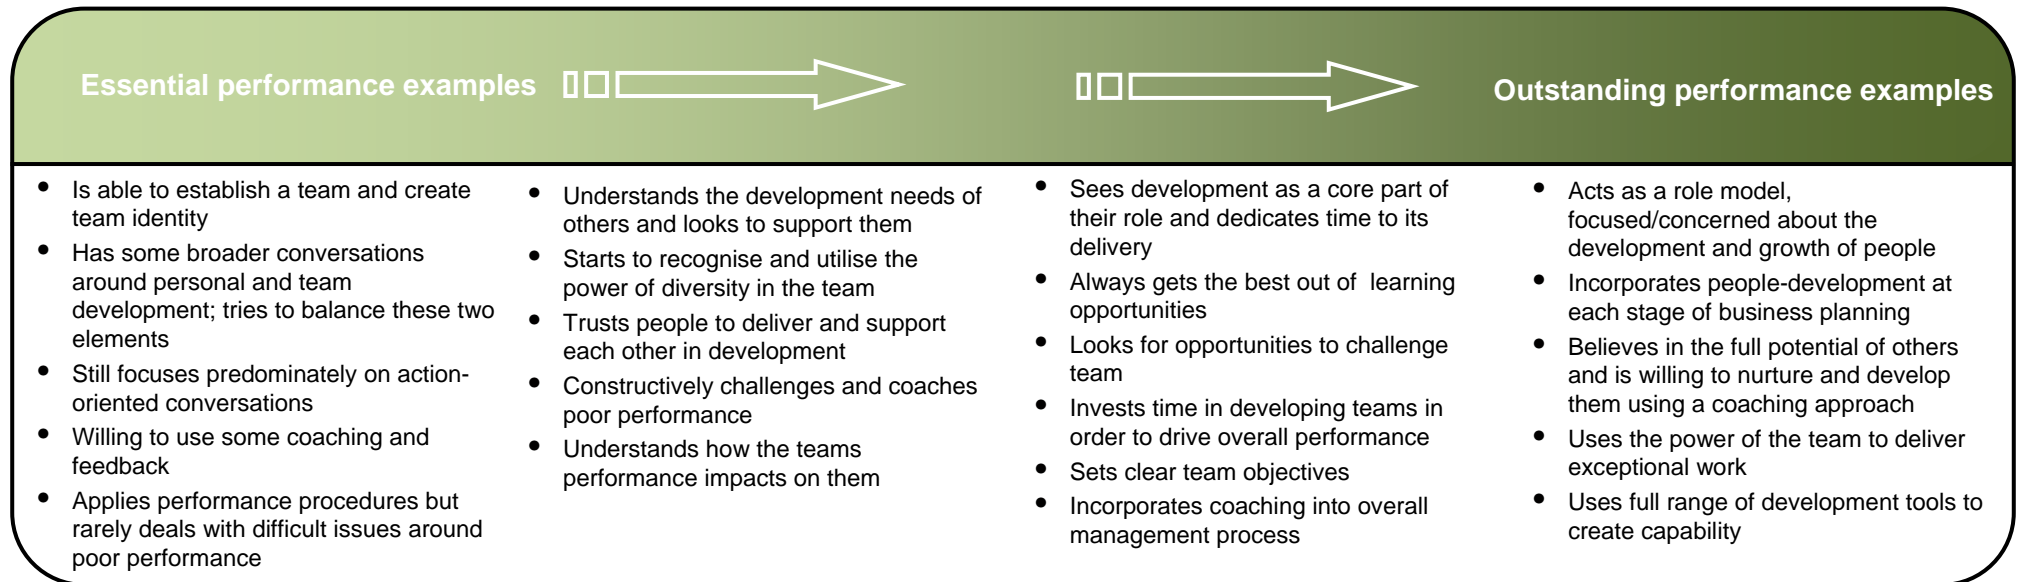 Essential performance examples
Outstanding performance examples
• Is able to establish a team and create
team identity
• Has some broader conversations
around personal and team
development; tries to balance these two
elements
• Still focuses predominately on action-
oriented conversations
• Willing to use some coaching and
feedback
• Applies performance procedures but
rarely deals with difficult issues around
poor performance
• Understands the development needs of
others and looks to support them
• Starts to recognise and utilise the
power of diversity in the team
• Trusts people to deliver and support
each other in development
• Constructively challenges and coaches
poor performance
• Understands how the teams
performance impacts on them
• Sees development as a core part of
their role and dedicates time to its
delivery
• Always gets the best out of  learning
opportunities
• Looks for opportunities to challenge
team
• Invests time in developing teams in
order to drive overall performance
• Sets clear team objectives
• Incorporates coaching into overall
management process
• Acts as a role model,
focused/concerned about the
development and growth of people
• Incorporates people-development at
each stage of business planning
• Believes in the full potential of others
and is willing to nurture and develop
them using a coaching approach
• Uses the power of the team to deliver
exceptional work
• Uses full range of development tools to
create capability